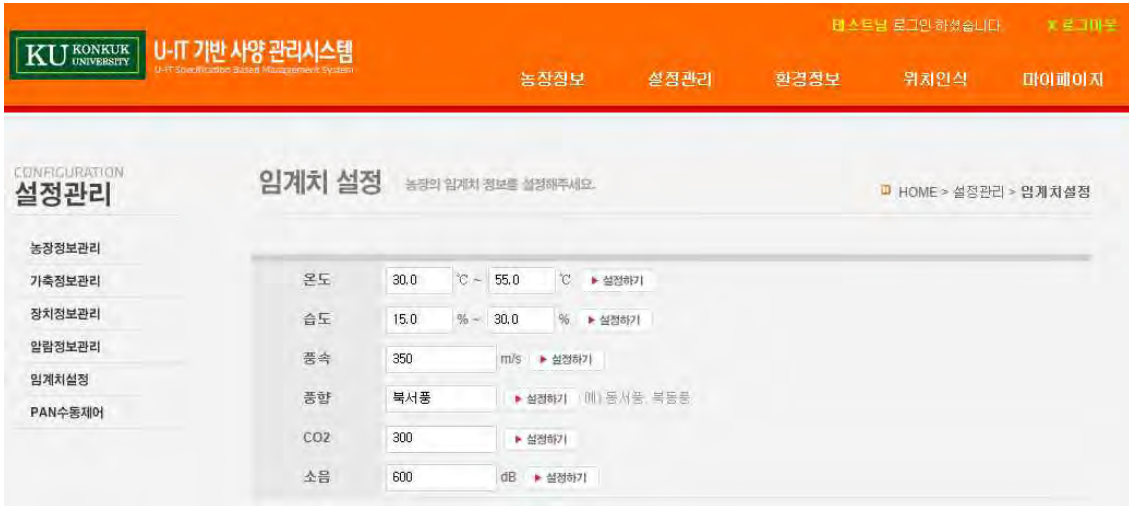 테스트님 로그인 하셨습니다. X 로그아웃
KU KONKUK UNIVERSITY
U-IT 기반 사양 관리시스템
U-IT Specification Based Management System
농장정보 설정관리 환경정보 위치인식 마이페이지
CONFIGURATION
설정관리
임계치 설정 농장의 임계치 정보를 설정해주세요.
HOME > 설정관리 > 임계치설정
농장정보관리
가축정보관리
장치정보관리
알람정보관리
임계치설정
PAN수동제어
온도 30.0 ℃ ~ 55.0 ℃ ▶ 설정하기
습도 15.0 % ~ 30.0 % ▶ 설정하기
풍속 350 m/s ▶ 설정하기
풍향 북서풍 ▶ 설정하기 예) 동서풍, 북동풍
CO2 300 ▶ 설정하기
소음 600 dB ▶ 설정하기